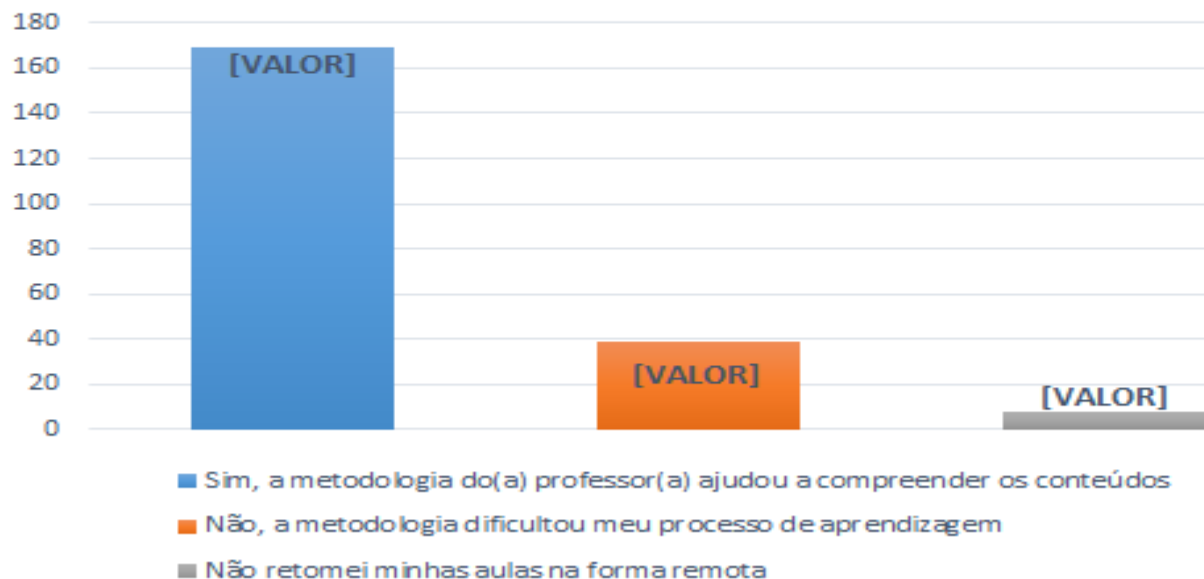 180
160
140
120
100
80
60
40
20
0
[VALOR]
[VALOR]
[VALOR]
Sim, a metodologia do(a) professor(a) ajudou a compreender os conteúdos
Não, a metodologia dificultou meu processo de aprendizagem
Não retomei minhas aulas na forma remota